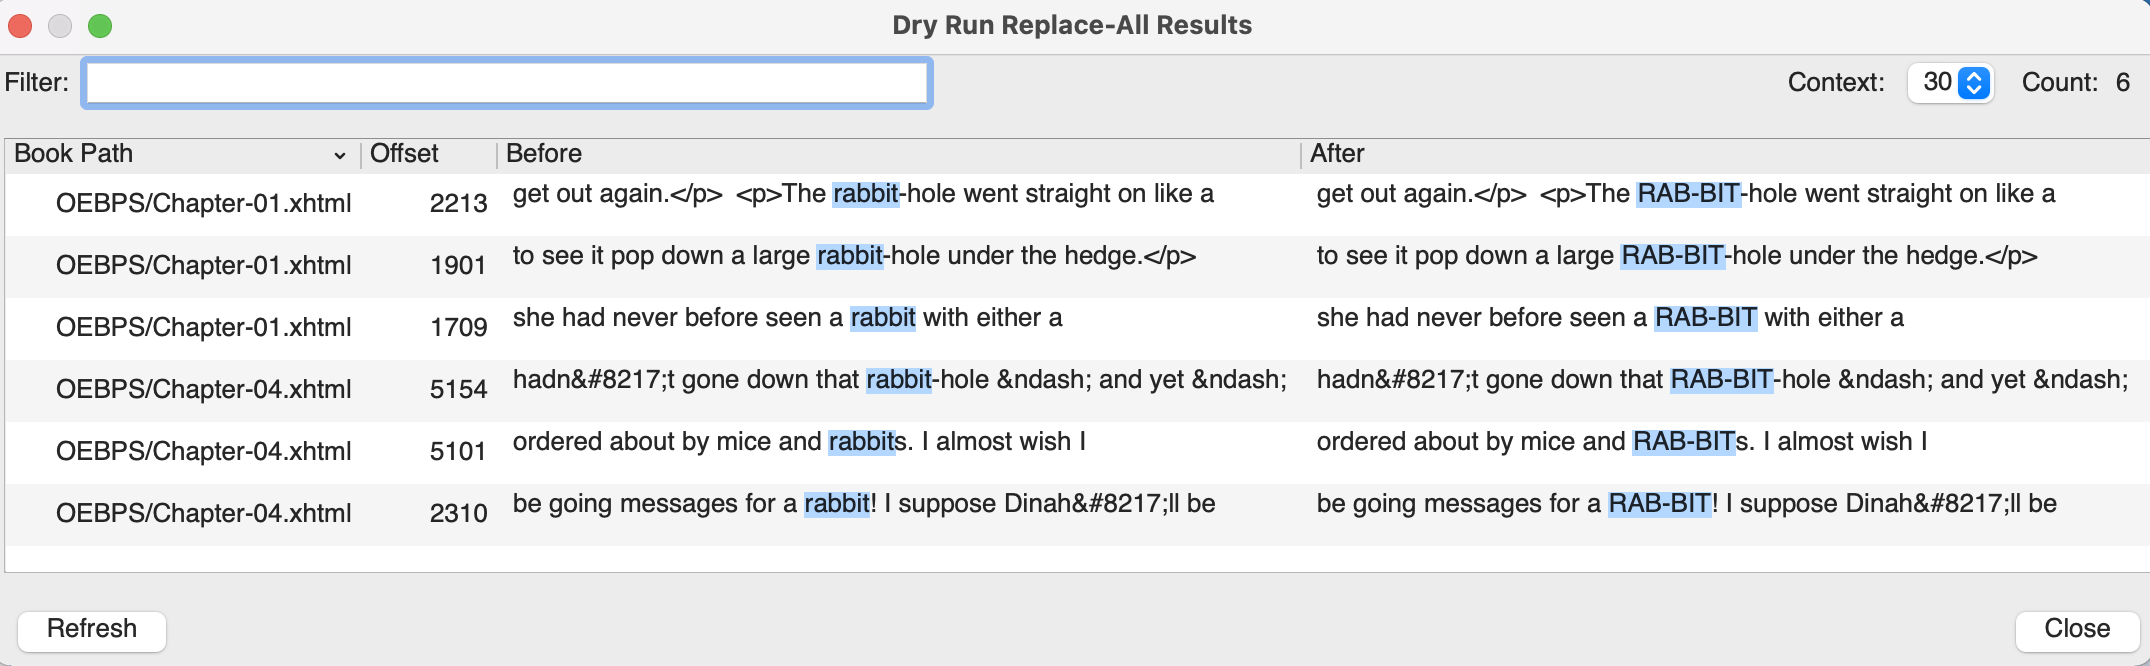 Dry Run Replace-All Results
Filter: Context: 30 Count: 6
Book Path Offset Before After
OEBPS/Chapter-01.xhtml 2213 get out again.</p>  <p>The rabbit-hole went straight on like a get out again.</p>  <p>The RAB-BIT-hole went straight on like a
OEBPS/Chapter-01.xhtml 1901 to see it pop down a large rabbit-hole under the hedge.</p> to see it pop down a large RAB-BIT-hole under the hedge.</p>
OEBPS/Chapter-01.xhtml 1709 she had never before seen a rabbit with either a she had never before seen a RAB-BIT with either a
OEBPS/Chapter-04.xhtml 5154 hadn&#8217;t gone down that rabbit-hole &ndash; and yet &ndash; hadn&#8217;t gone down that RAB-BIT-hole &ndash; and yet &ndash;
OEBPS/Chapter-04.xhtml 5101 ordered about by mice and rabbits. I almost wish I ordered about by mice and RAB-BITs. I almost wish I
OEBPS/Chapter-04.xhtml 2310 be going messages for a rabbit! I suppose Dinah&#8217;ll be be going messages for a RAB-BIT! I suppose Dinah&#8217;ll be
Refresh Close